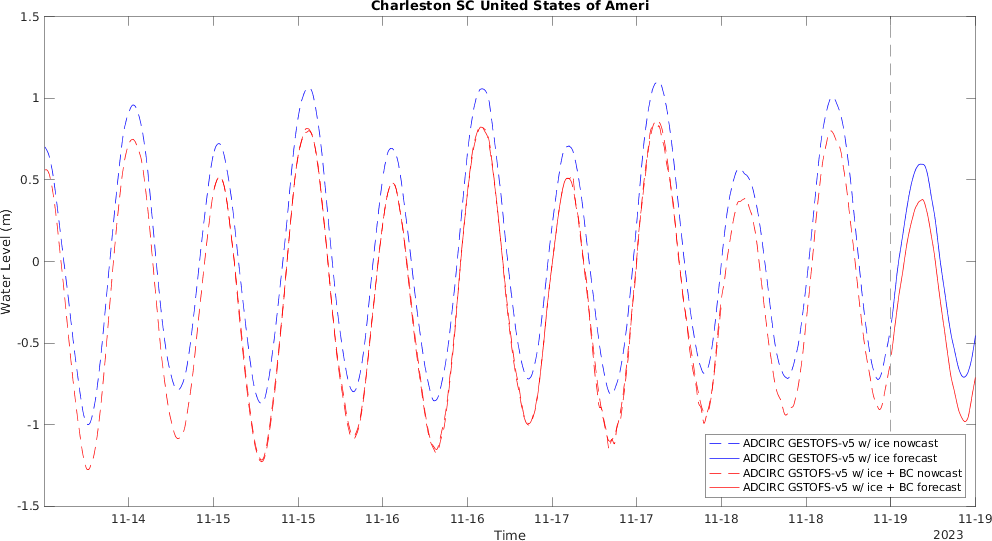 Charleston SC United States of Ameri
1.5
1
0.5
0
-0.5
-1
-1.5
Water Level (m)
ADCIRC GESTOFS-v5 w/ ice nowcast
ADCIRC GESTOFS-v5 w/ ice forecast
ADCIRC GSTOFS-v5 w/ ice + BC nowcast
ADCIRC GSTOFS-v5 w/ ice + BC forecast
11-14 11-15 11-15 11-16 11-16 11-17 11-17 11-18 11-18 11-19 11-19
Time
2023